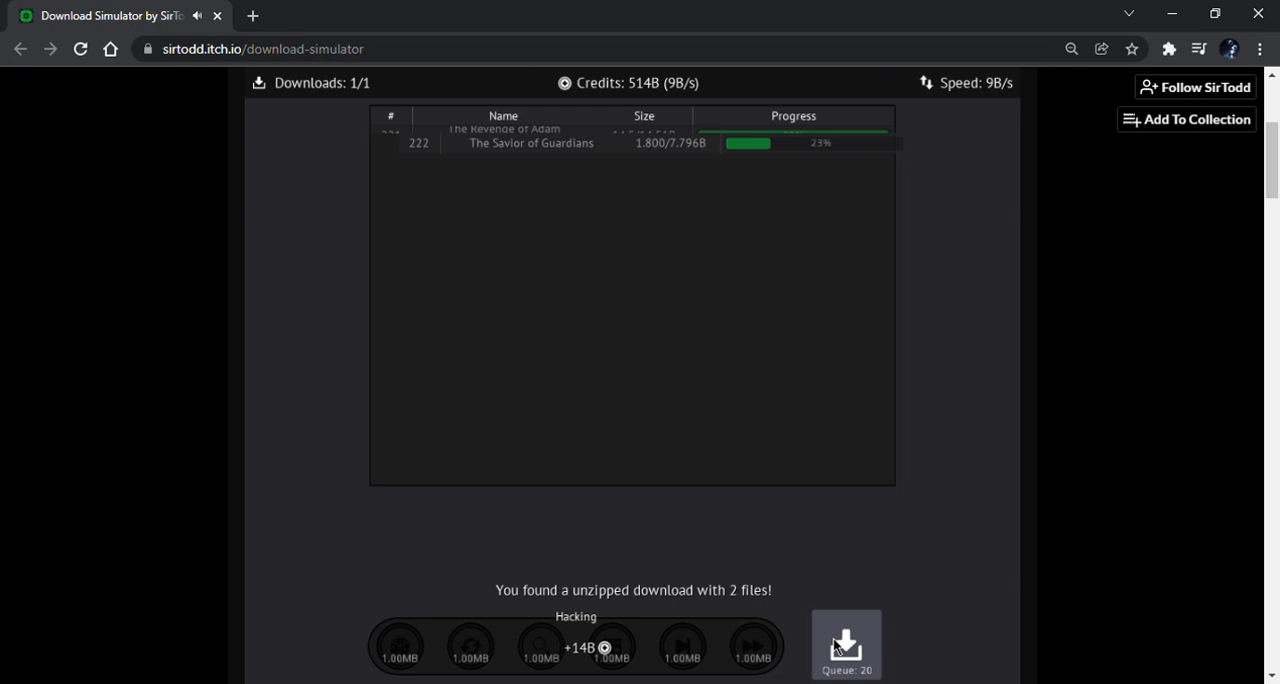 Download Simulator by SirTo
sirtodd.itch.io/download-simulator
Downloads: 1/1
Credits: 514B (9B/s)
Speed: 9B/s
Follow SirTodd
Add To Collection
# Name Size Progress
The Revenge of Adam
222 The Savior of Guardians 1.800/7.796B 23%
You found a unzipped download with 2 files!
Hacking
+14B
1.00MB 1.00MB 1.00MB 1.00MB 1.00MB 1.00MB
Queue: 20